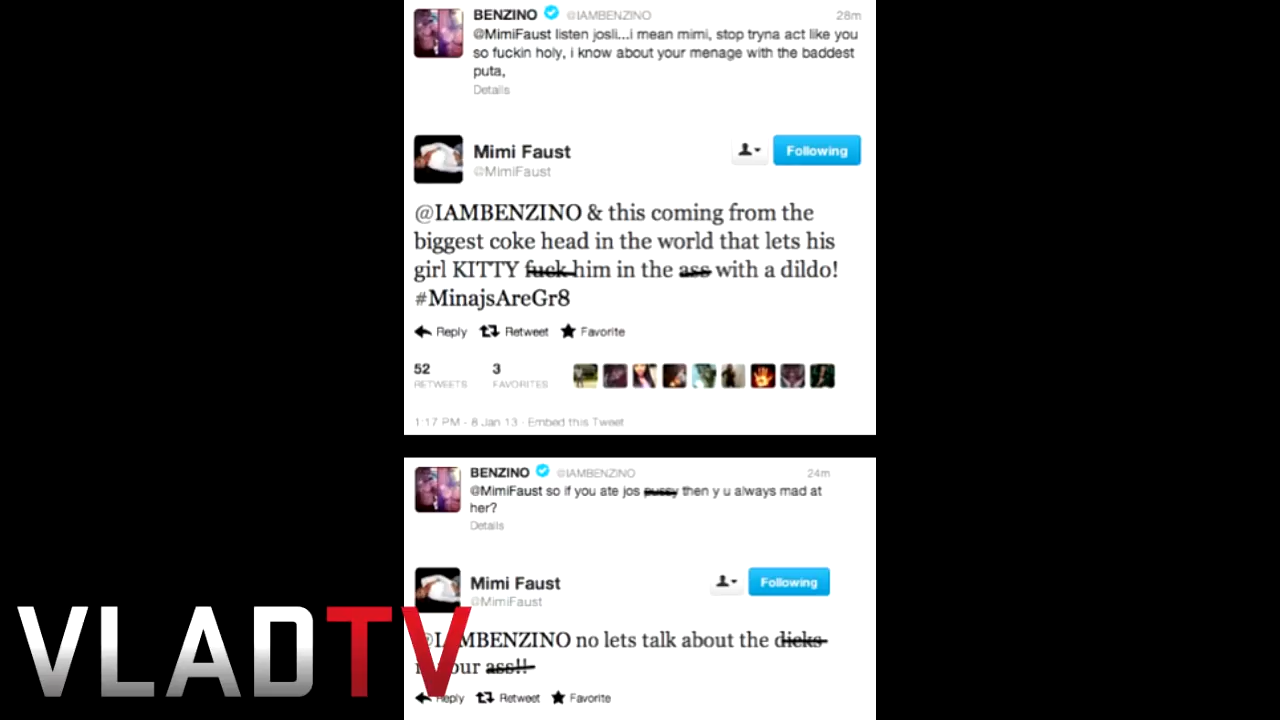 BENZINO @IAMBENZINO 28m
@MimiFaust listen josli...i mean mimi, stop tryna act like you
so fuckin holy, i know about your menage with the baddest
puta,
Details
Mimi Faust Following
@MimiFaust
@IAMBENZINO & this coming from the
biggest coke head in the world that lets his
girl KITTY fuck him in the ass with a dildo!
#MinajsAreGr8
Reply Retweet Favorite
52 3
RETWEETS FAVORITES
1:17 PM - 8 Jan 13 · Embed this Tweet
BENZINO @IAMBENZINO 24m
@MimiFaust so if you ate jos pussy then y u always mad at
her?
Details
Mimi Faust Following
@MimiFaust
@IAMBENZINO no lets talk about the dicks
your ass!!
Reply Retweet Favorite
VLADTV